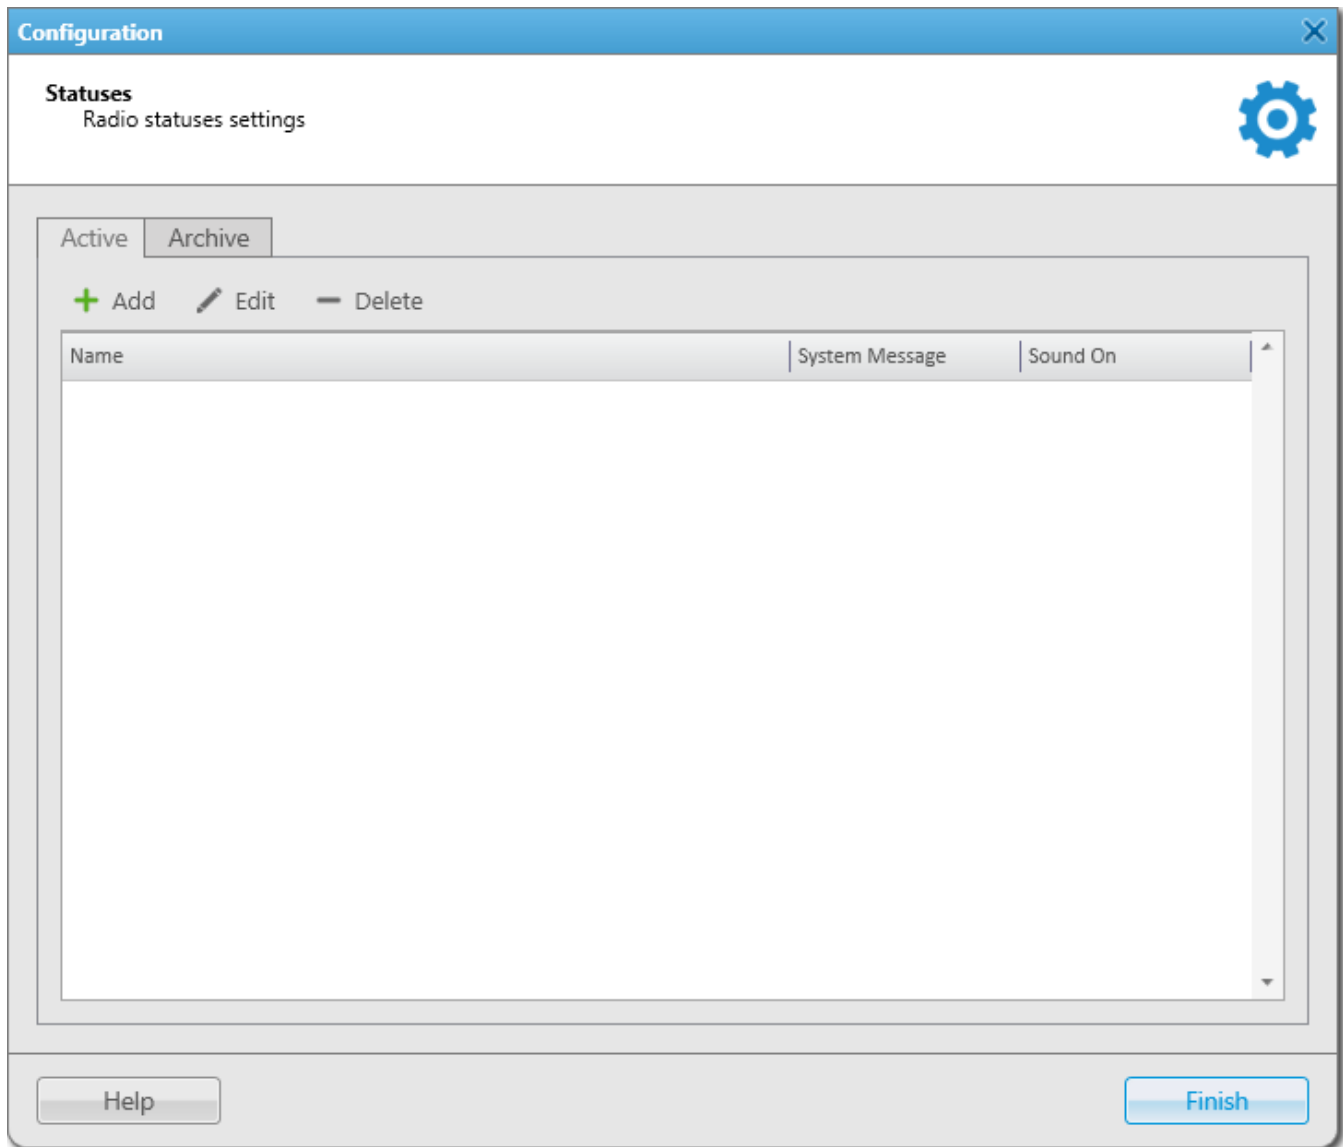 Configuration
Statuses
Radio statuses settings
Active Archive
Add Edit Delete
Name System Message Sound On
Help Finish